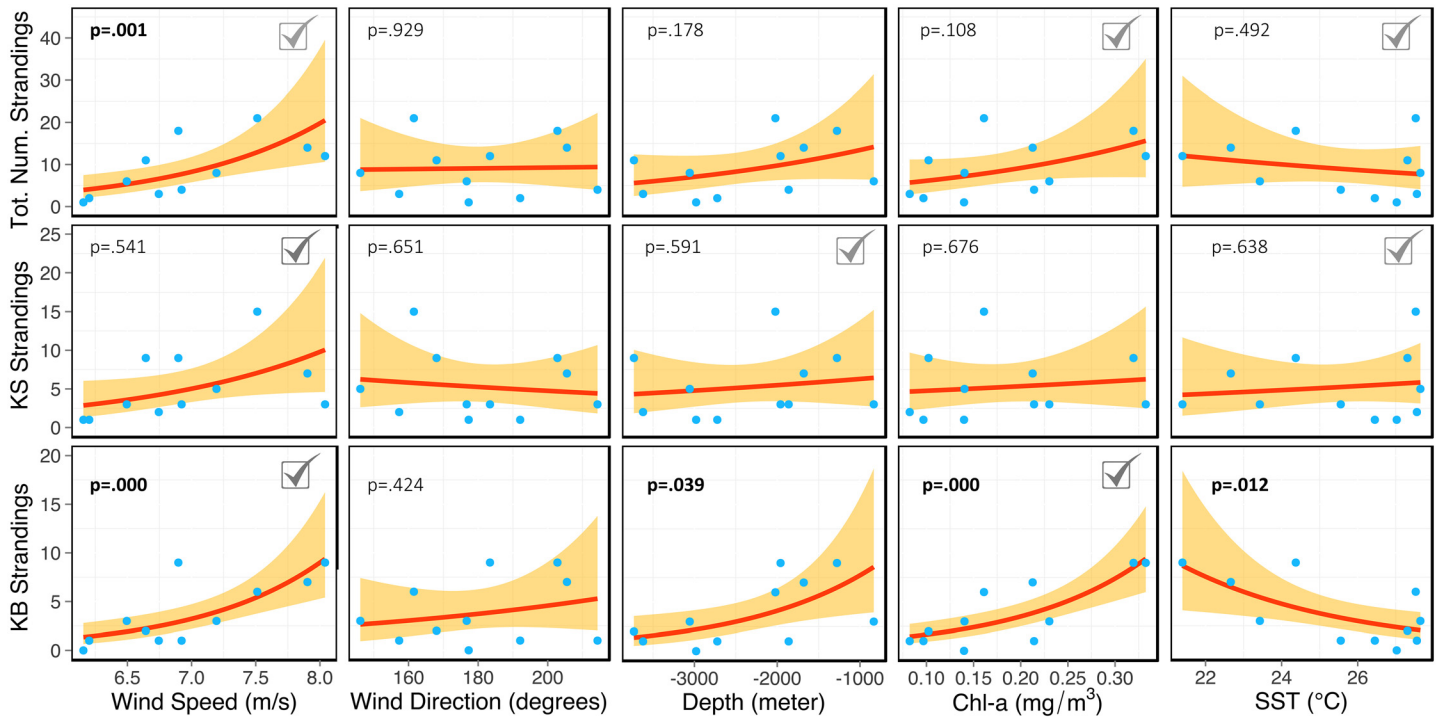 Tot. Num. Strandings
40
30
20
10
0
p=.001
p=.929
p=.178
p=.108
p=.492
KS Strandings
25
20
15
10
5
0
p=.541
p=.651
p=.591
p=.676
p=.638
KB Strandings
20
15
10
5
0
p=.000
p=.424
p=.039
p=.000
p=.012
6.5 7.0 7.5 8.0
160 180 200
-3000 -2000 -1000
0.10 0.15 0.20 0.25 0.30
22 24 26
Wind Speed (m/s)
Wind Direction (degrees)
Depth (meter)
Chl-a (mg/m³)
SST (°C)